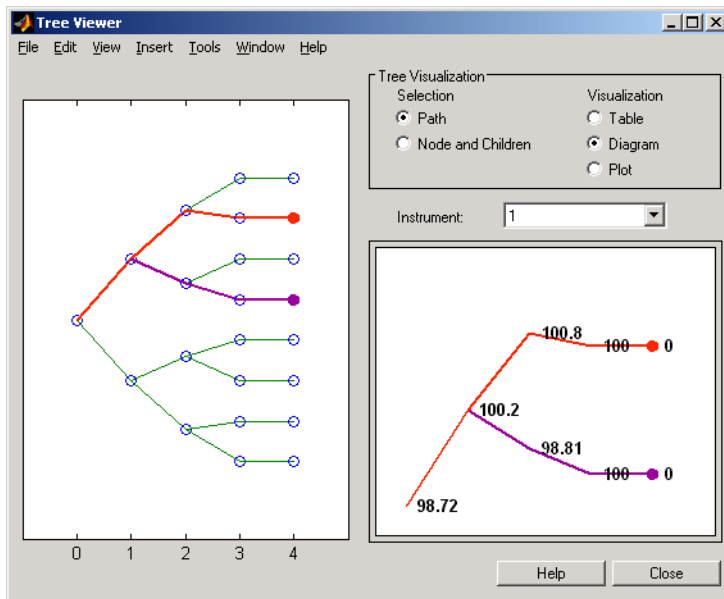 Tree Viewer
File Edit View Insert Tools Window Help
Tree Visualization
Selection
Path
Node and Children
Visualization
Table
Diagram
Plot
Instrument: 1
0 1 2 3 4
100.8 100 0
100.2
98.81
100 0
98.72
Help Close